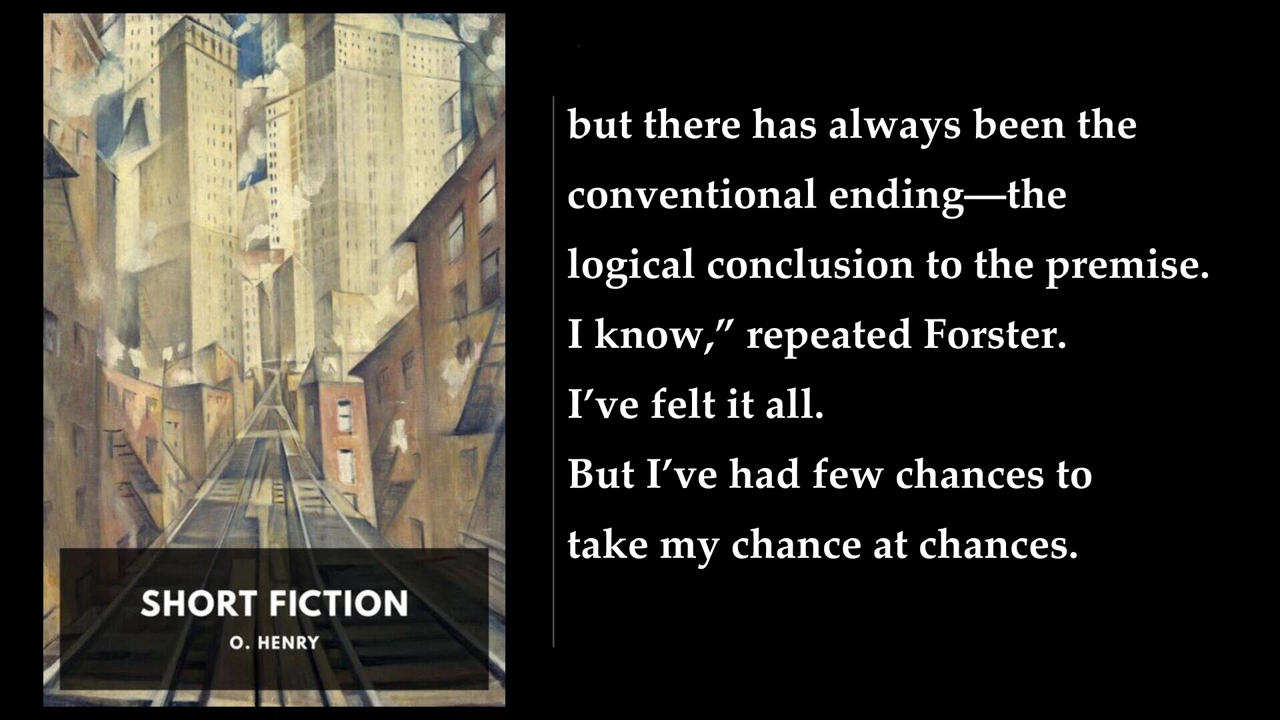 but there has always been the
conventional ending—the
logical conclusion to the premise.
I know,” repeated Forster.
I’ve felt it all.
But I’ve had few chances to
take my chance at chances.
SHORT FICTION
O. HENRY